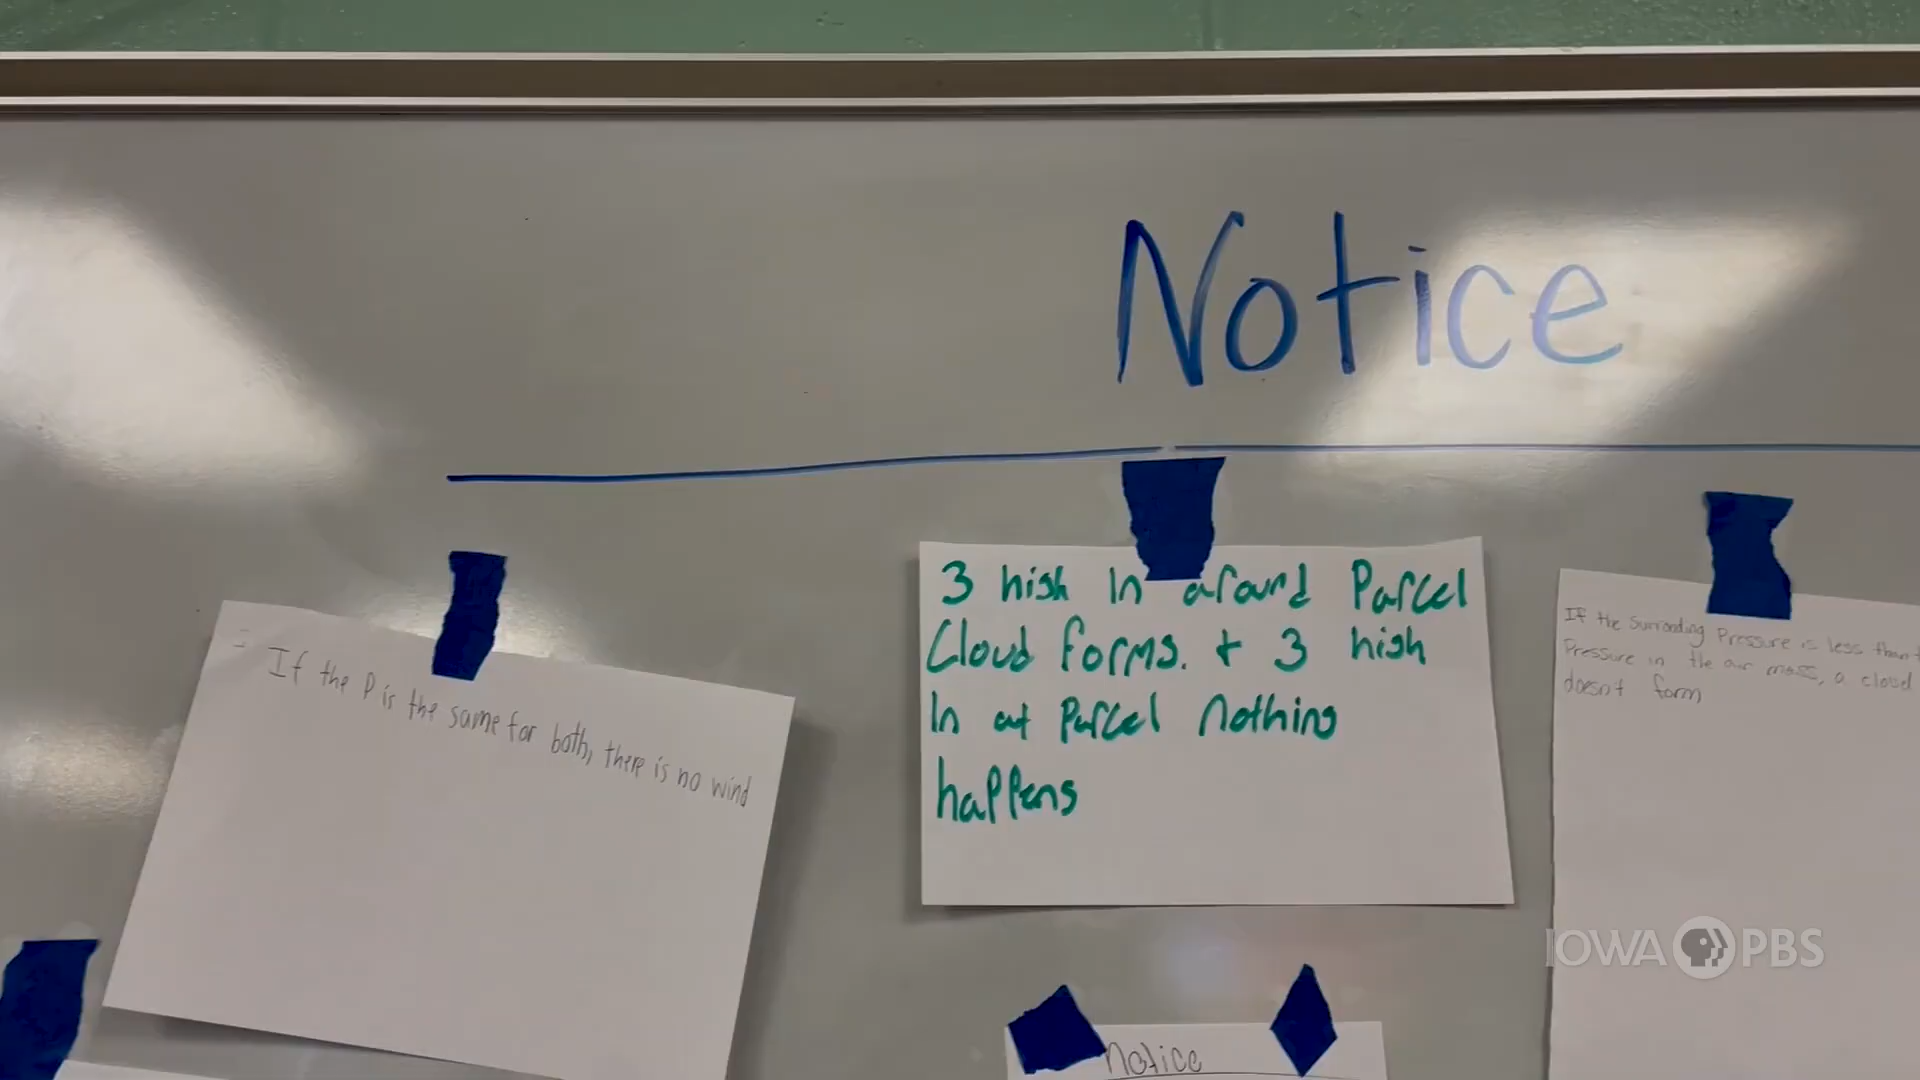 Notice
- If the P is the same for both, there is no wind
3 high In around Parcel
Cloud forms. + 3 high
In at Parcel Nothing
happens
If the surronding Pressure is less than
Pressure in the air mass, a cloud
doesn't form
Notice
IOWA PBS